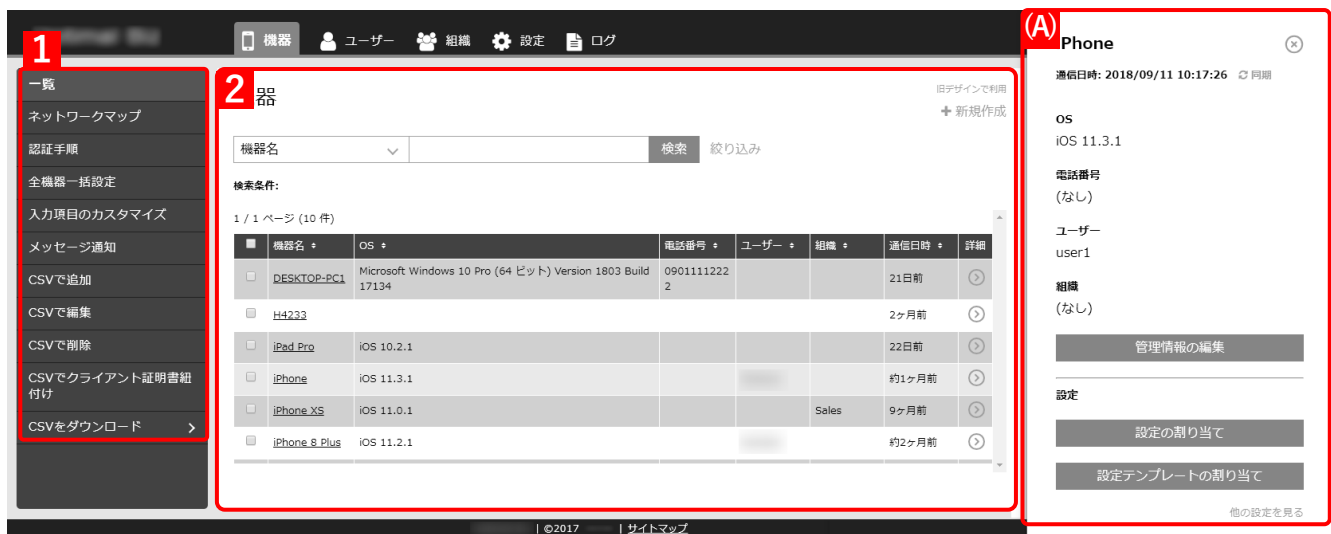 機器
ユーザー
組織
設定
ログ
1
一覧
ネットワークマップ
認証手順
全機器一括設定
入力項目のカスタマイズ
メッセージ通知
CSVで追加
CSVで編集
CSVで削除
CSVでクライアント証明書紐
付け
CSVをダウンロード
2
器
旧デザインで利用
新規作成
機器名
検索 絞り込み
検索条件:
1 / 1 ページ (10 件)
機器名 OS 電話番号 ユーザー 組織 通信日時 詳細
DESKTOP-PC1 Microsoft Windows 10 Pro (64 ビット) Version 1803 Build 0901111222 21日前
17134 2
H4233 2ヶ月前
iPad Pro iOS 10.2.1 22日前
iPhone iOS 11.3.1 約1ヶ月前
iPhone XS iOS 11.0.1 Sales 9ヶ月前
iPhone 8 Plus iOS 11.2.1 約2ヶ月前
| ©2017 | サイトマップ
(A)
Phone
通信日時: 2018/09/11 10:17:26 同期
OS
iOS 11.3.1
電話番号
(なし)
ユーザー
user1
組織
(なし)
管理情報の編集
設定
設定の割り当て
設定テンプレートの割り当て
他の設定を見る